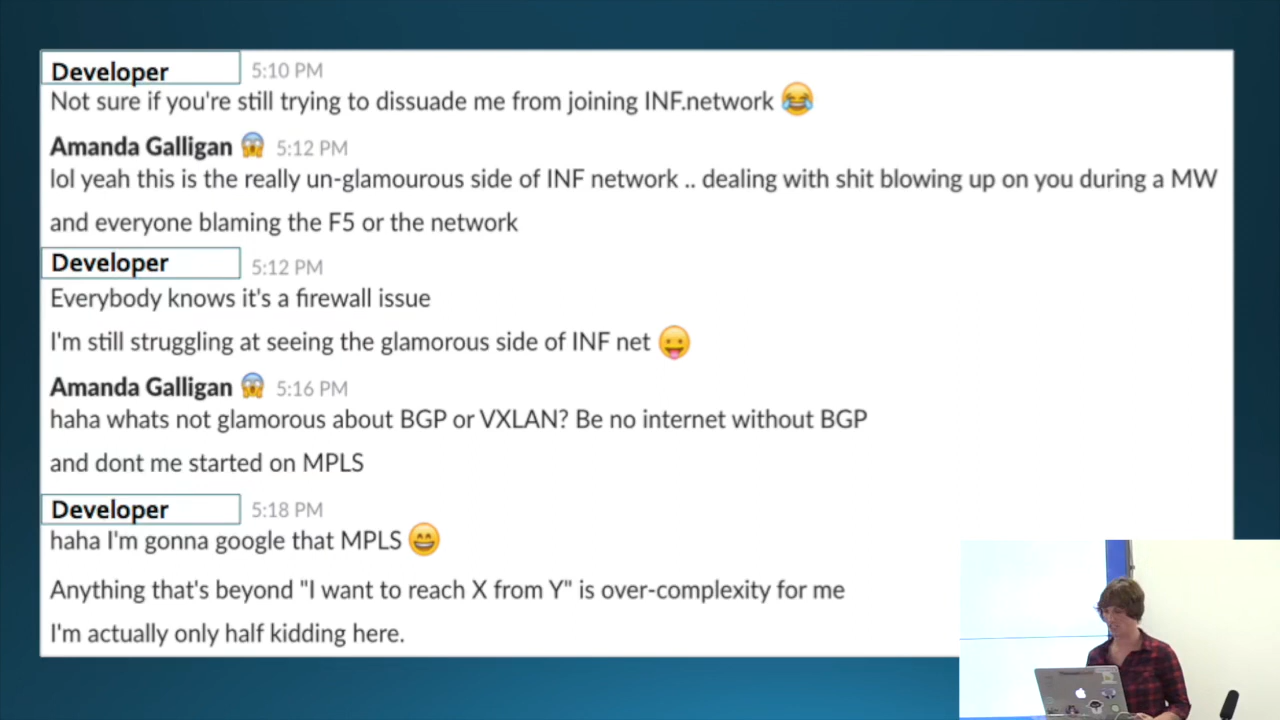 Developer 5:10 PM
Not sure if you're still trying to dissuade me from joining INF.network 😂
Amanda Galligan 😱 5:12 PM
lol yeah this is the really un-glamourous side of INF network .. dealing with shit blowing up on you during a MW
and everyone blaming the F5 or the network
Developer 5:12 PM
Everybody knows it's a firewall issue
I'm still struggling at seeing the glamorous side of INF net 😛
Amanda Galligan 😱 5:16 PM
haha whats not glamorous about BGP or VXLAN? Be no internet without BGP
and dont me started on MPLS
Developer 5:18 PM
haha I'm gonna google that MPLS 😄
Anything that's beyond "I want to reach X from Y" is over-complexity for me
I'm actually only half kidding here.